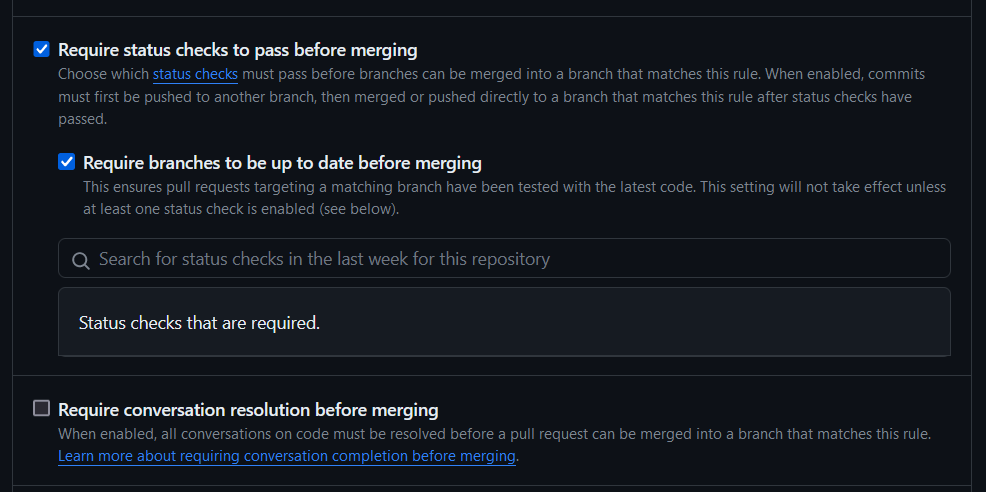 Require status checks to pass before merging
Choose which status checks must pass before branches can be merged into a branch that matches this rule. When enabled, commits
must first be pushed to another branch, then merged or pushed directly to a branch that matches this rule after status checks have
passed.
Require branches to be up to date before merging
This ensures pull requests targeting a matching branch have been tested with the latest code. This setting will not take effect unless
at least one status check is enabled (see below).
Search for status checks in the last week for this repository
Status checks that are required.
Require conversation resolution before merging
When enabled, all conversations on code must be resolved before a pull request can be merged into a branch that matches this rule.
Learn more about requiring conversation completion before merging.